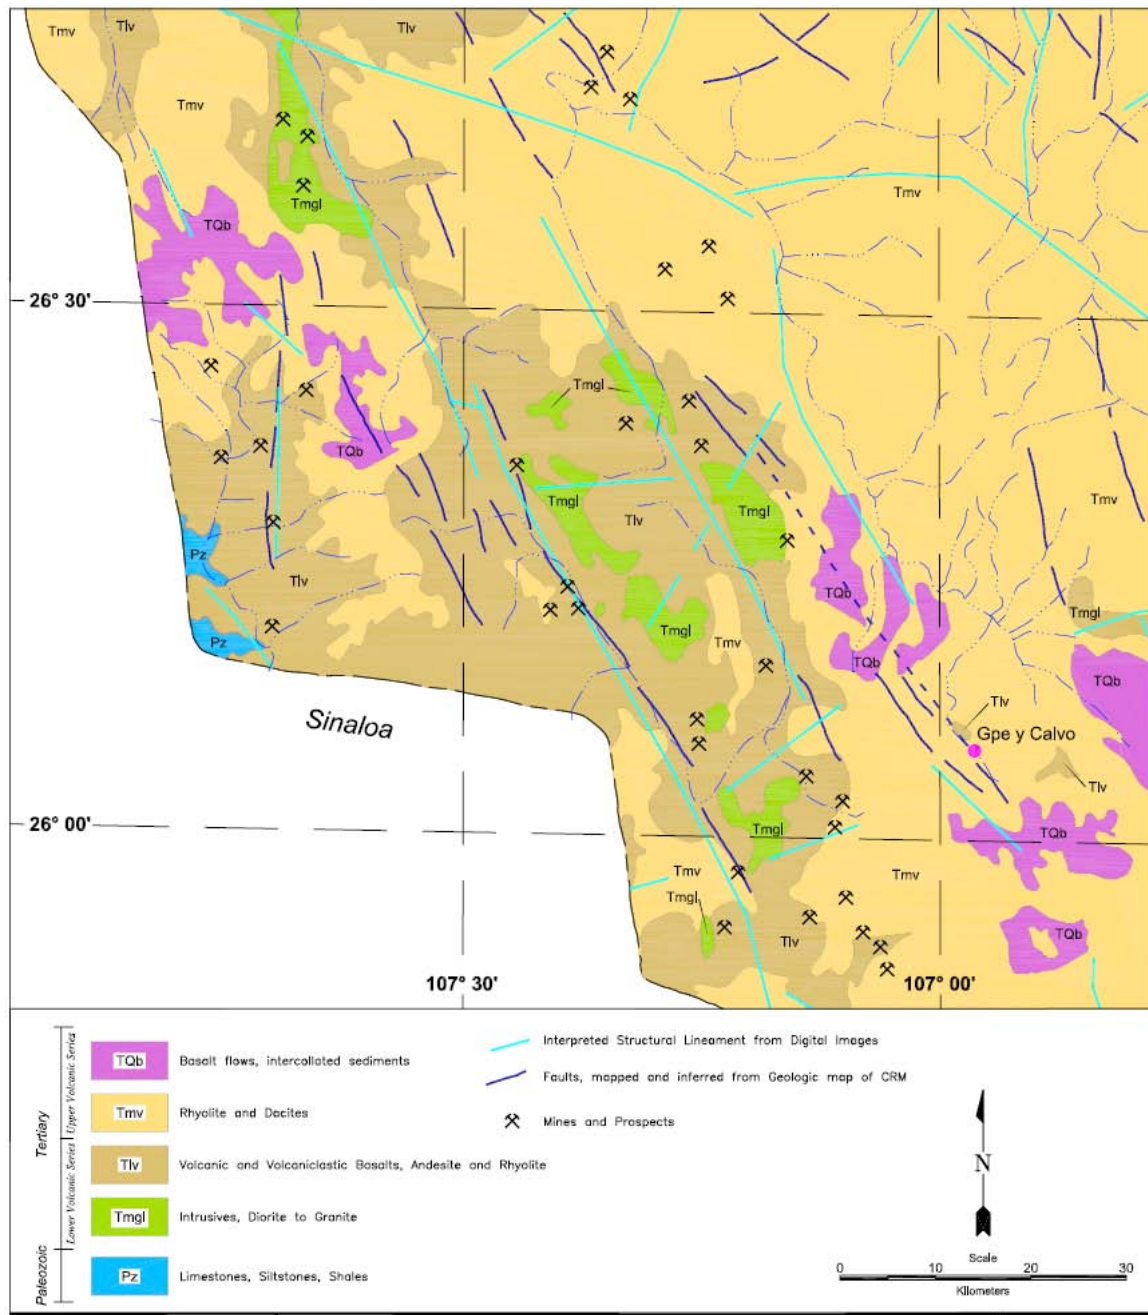 Tmv
Tlv
Tlv
Tmv
Tmgl
TQb
Tmv
26° 30'
Tmgl
TQb
Tmgl
Tlv
Tmv
Pz
Tlv
TQb
Tmgl
Tmgl
Pz
Tmv
TQb
TQb
Tlv
Sinaloa
Gpe y Calvo
Tlv
26° 00'
Tmgl
TQb
Tmv
Tmv
Tmgl
Tlv
TQb
107° 30'
107° 00'
Tertiary
Paleozoic
Upper Volcanic Series
Lower Volcanic Series
TQb Basalt flows, intercollated sediments
Tmv Rhyolite and Dacites
Tlv Volcanic and Volcaniclastic Basalts, Andesite and Rhyolite
Tmgl Intrusives, Diorite to Granite
Pz Limestones, Siltstones, Shales
Interpreted Structural Lineament from Digital Images
Faults, mapped and inferred from Geologic map of CRM
Mines and Prospects
N
Scale
0 10 20 30
Kilometers